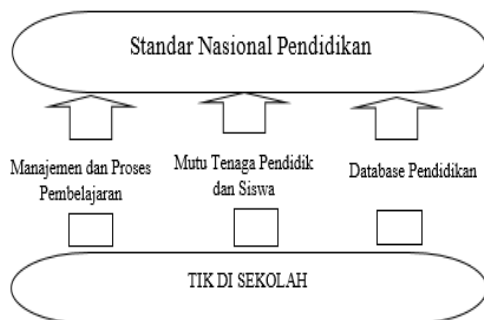 Standar Nasional Pendidikan
Manajemen dan Proses
Pembelajaran
Mutu Tenaga Pendidik
dan Siswa
Database Pendidikan
TIK DI SEKOLAH